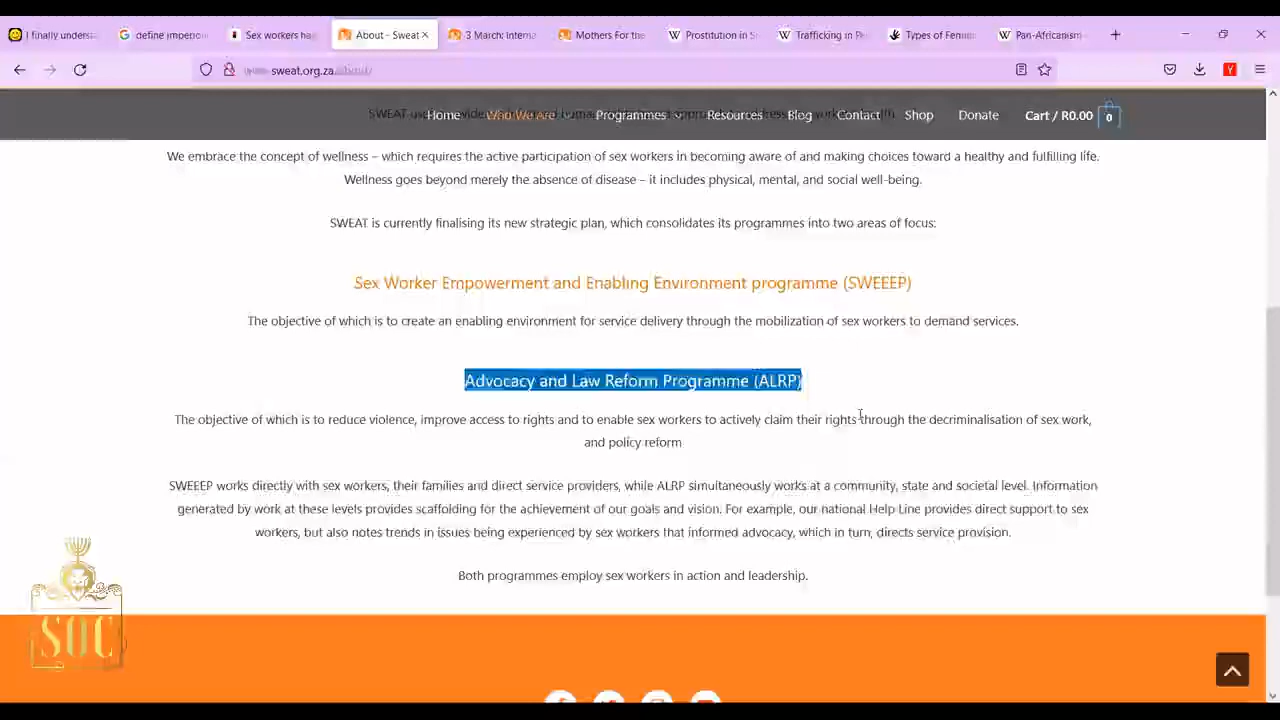 I finally understa
define imperio
Sex workers ha
About - Sweat
3 March: Interna
Mothers For the
Prostitution in S
Trafficking in Pe
Types of Femin
Pan-Africanism
www.sweat.org.za/about/
Home
Who We are
Programmes
Resources
Blog
Contact
Shop
Donate
Cart / R0.00
0
We embrace the concept of wellness – which requires the active participation of sex workers in becoming aware of and making choices toward a healthy and fulfilling life.
Wellness goes beyond merely the absence of disease – it includes physical, mental, and social well-being.
SWEAT is currently finalising its new strategic plan, which consolidates its programmes into two areas of focus:
Sex Worker Empowerment and Enabling Environment programme (SWEEEP)
The objective of which is to create an enabling environment for service delivery through the mobilization of sex workers to demand services.
Advocacy and Law Reform Programme (ALRP)
The objective of which is to reduce violence, improve access to rights and to enable sex workers to actively claim their rights through the decriminalisation of sex work,
and policy reform
SWEEEP works directly with sex workers, their families and direct service providers, while ALRP simultaneously works at a community, state and societal level. Information
generated by work at these levels provides scaffolding for the achievement of our goals and vision. For example, our national Help Line provides direct support to sex
workers, but also notes trends in issues being experienced by sex workers that informed advocacy, which in turn, directs service provision.
Both programmes employ sex workers in action and leadership.
SOC